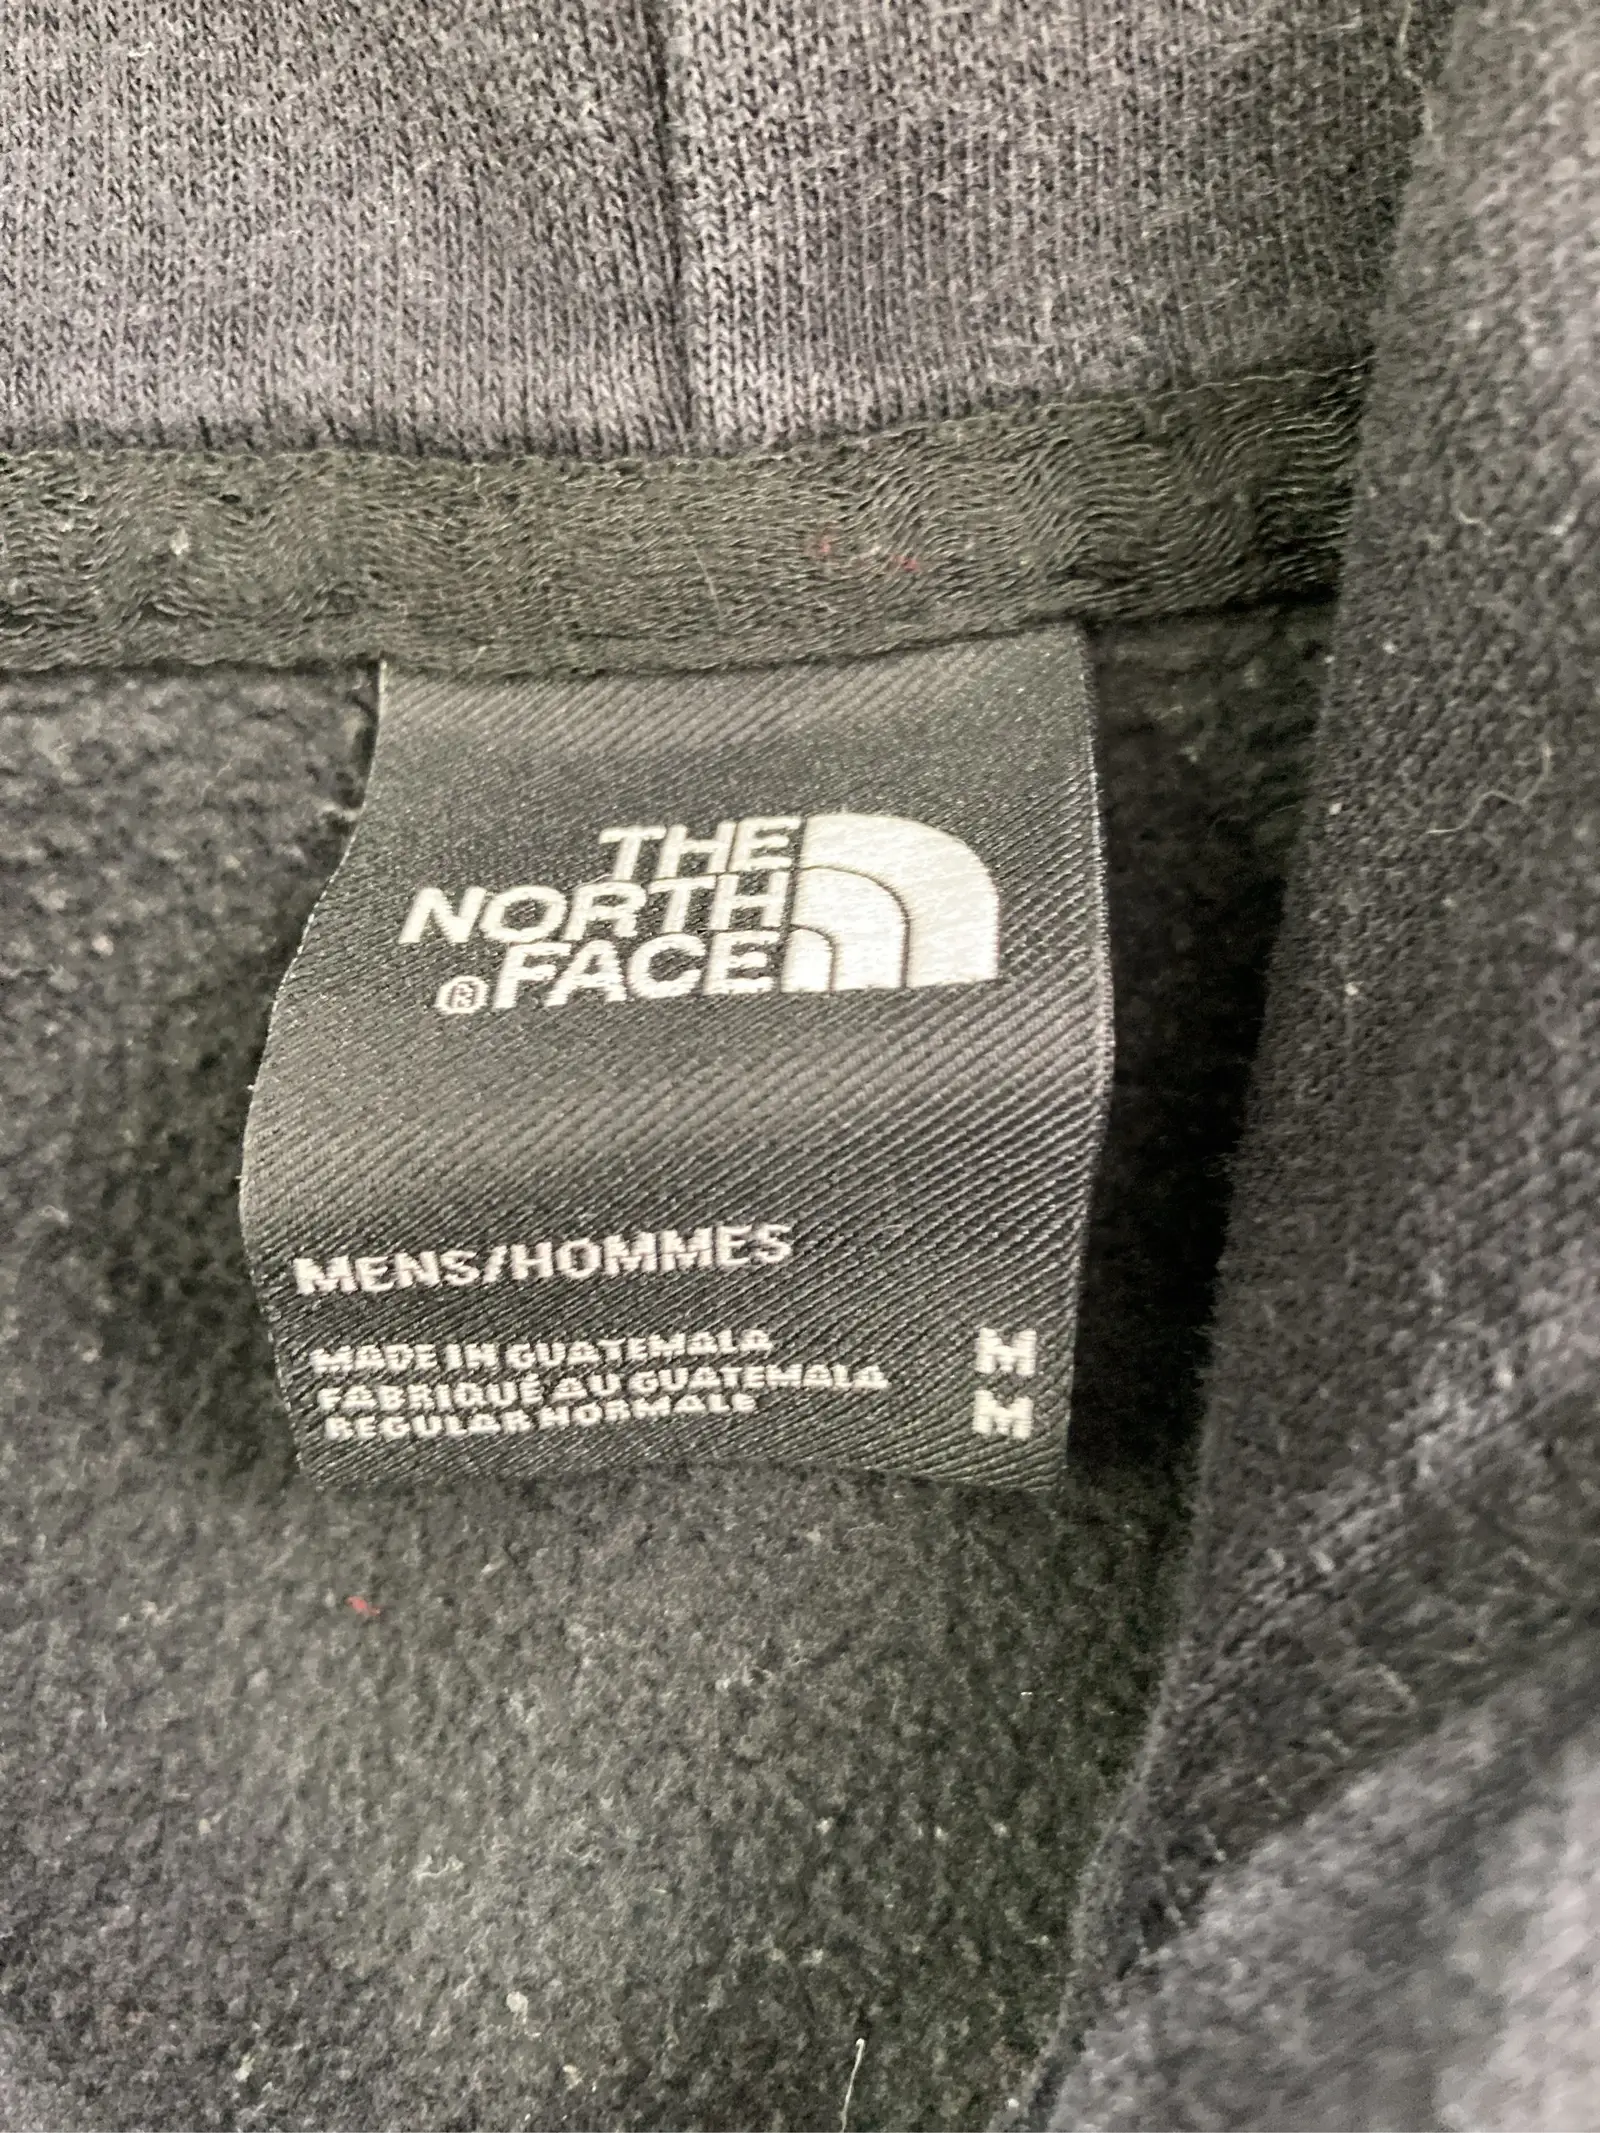 THE
NORTH
®FACE
MENS/HOMMES
MADE IN GUATEMALA M
FABRIQUÉ AU GUATEMALA
REGULAR NORMALE M